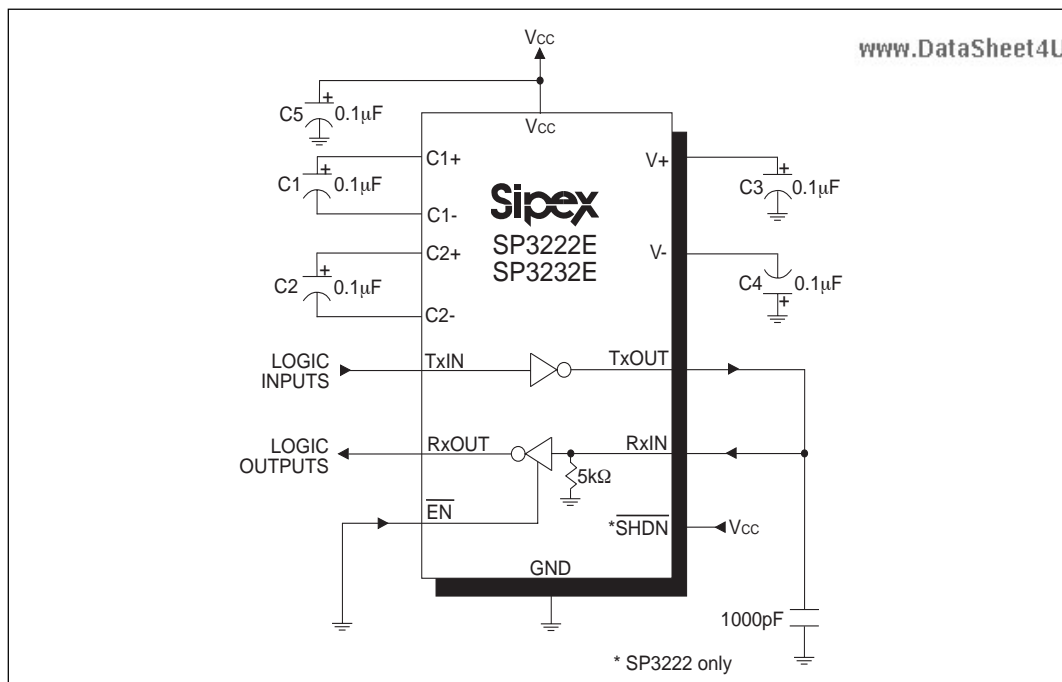 Vcc
www.DataSheet4U
C5
+
0.1µF
Vcc
C1
+
0.1µF
C1+
C1-
V+
C3
+
0.1µF
Sipex
SP3222E
SP3232E
C2
+
0.1µF
C2+
C2-
V-
C4
+
0.1µF
LOGIC
INPUTS
TxIN
TxOUT
LOGIC
OUTPUTS
RxOUT
RxIN
5kΩ
EN
*SHDN
Vcc
GND
1000pF
* SP3222 only